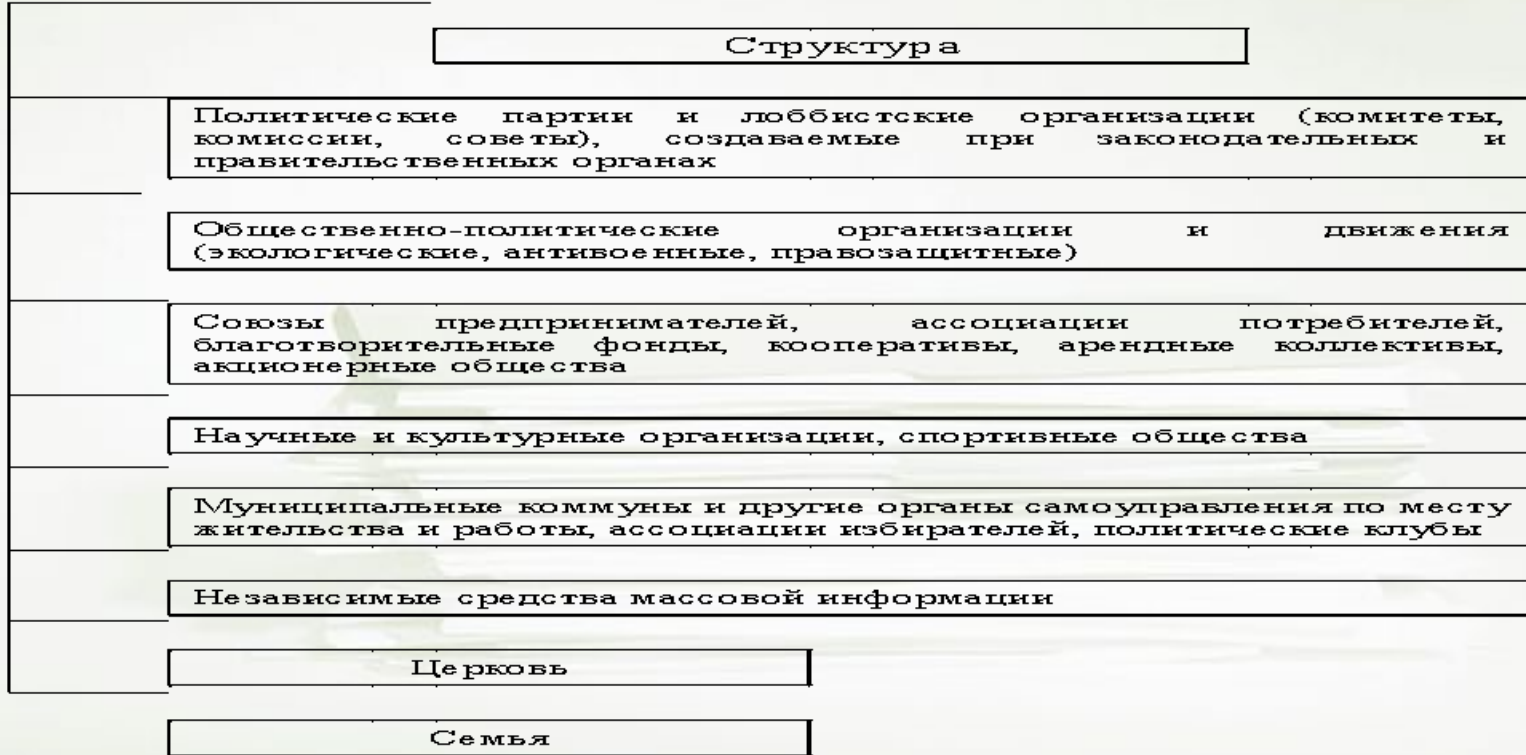 Структура
Политические партии и лоббистские организации (комитеты,
комиссии, советы), создаваемые при законодательных и
правительственных органах
Общественно-политические организации и движения
(экологические, антивоенные, правозащитные)
Союзы предпринимателей, ассоциации потребителей,
благотворительные фонды, кооперативы, арендные коллективы,
акционерные общества
Научные и культурные организации, спортивные общества
Муниципальные коммуны и другие органы самоуправления по месту
жительства и работы, ассоциации избирателей, политические клубы
Независимые средства массовой информации
Церковь
Семья